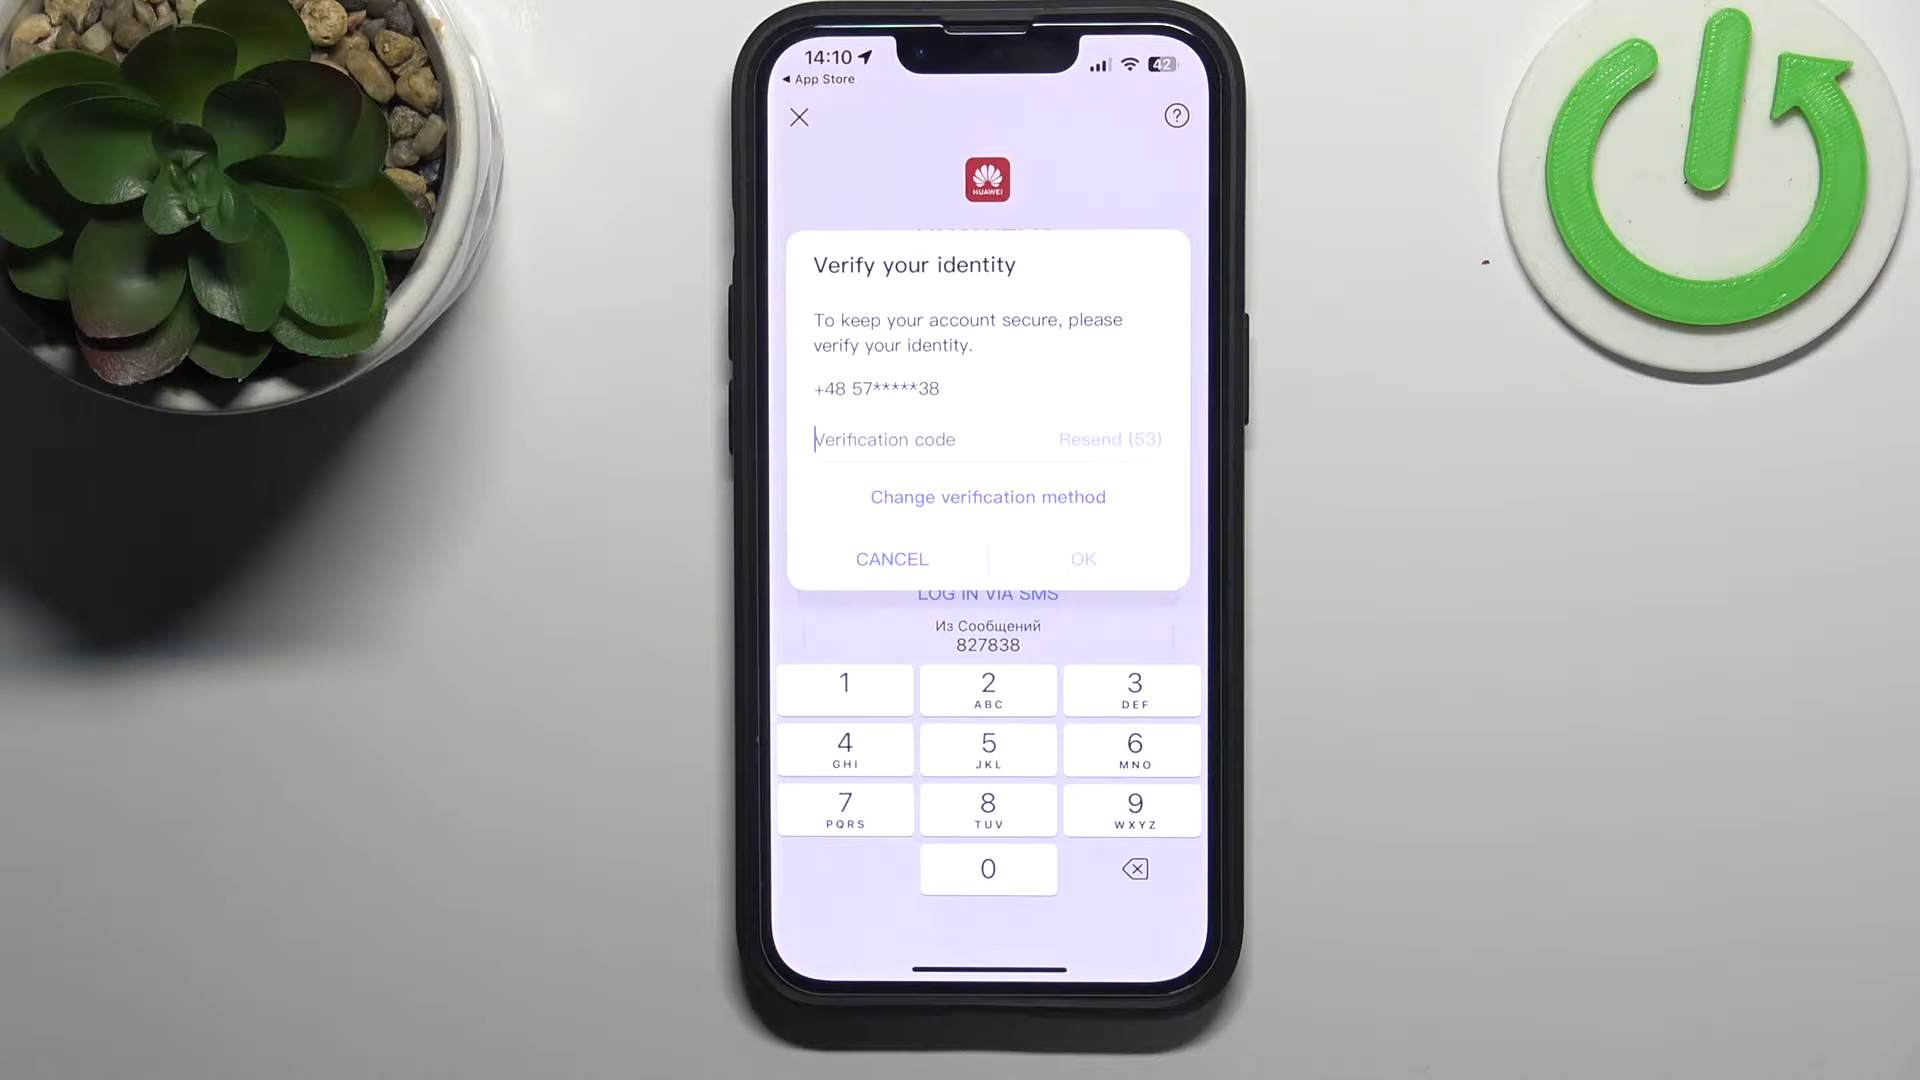 14:10
42
◀ App Store
?
HUAWEI
Verify your identity
To keep your account secure, please
verify your identity.
+48 57*****38
Verification code
Resend (53)
Change verification method
CANCEL
OK
LOG IN VIA SMS
Из Сообщений
827838
1
2
ABC
3
DEF
4
GHI
5
JKL
6
MNO
7
PQRS
8
TUV
9
WXYZ
0